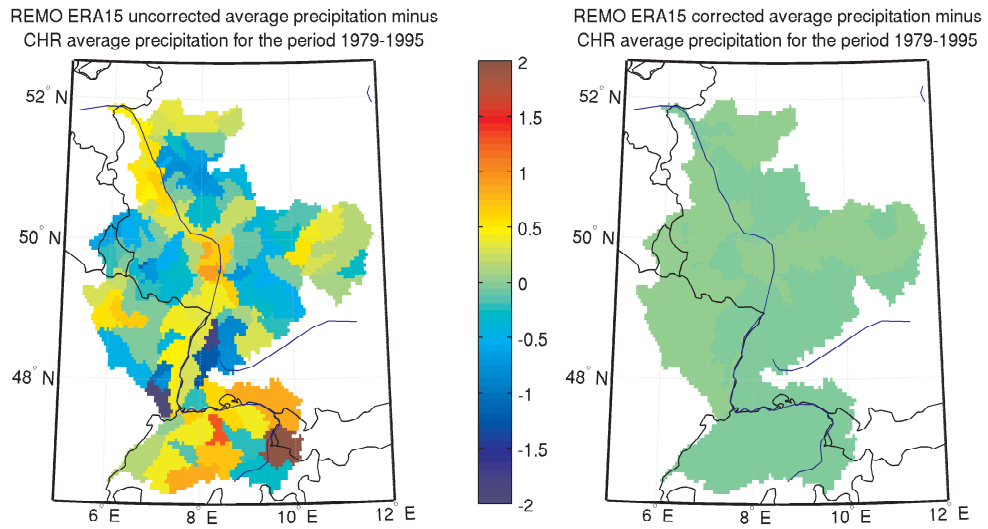 REMO ERA15 uncorrected average precipitation minus
CHR average precipitation for the period 1979-1995
52° N
50° N
48° N
6° E
8° E
10° E
12° E
2
1.5
1
0.5
0
-0.5
-1
-1.5
-2
REMO ERA15 corrected average precipitation minus
CHR average precipitation for the period 1979-1995
52° N
50° N
48° N
6° E
8° E
10° E
12° E